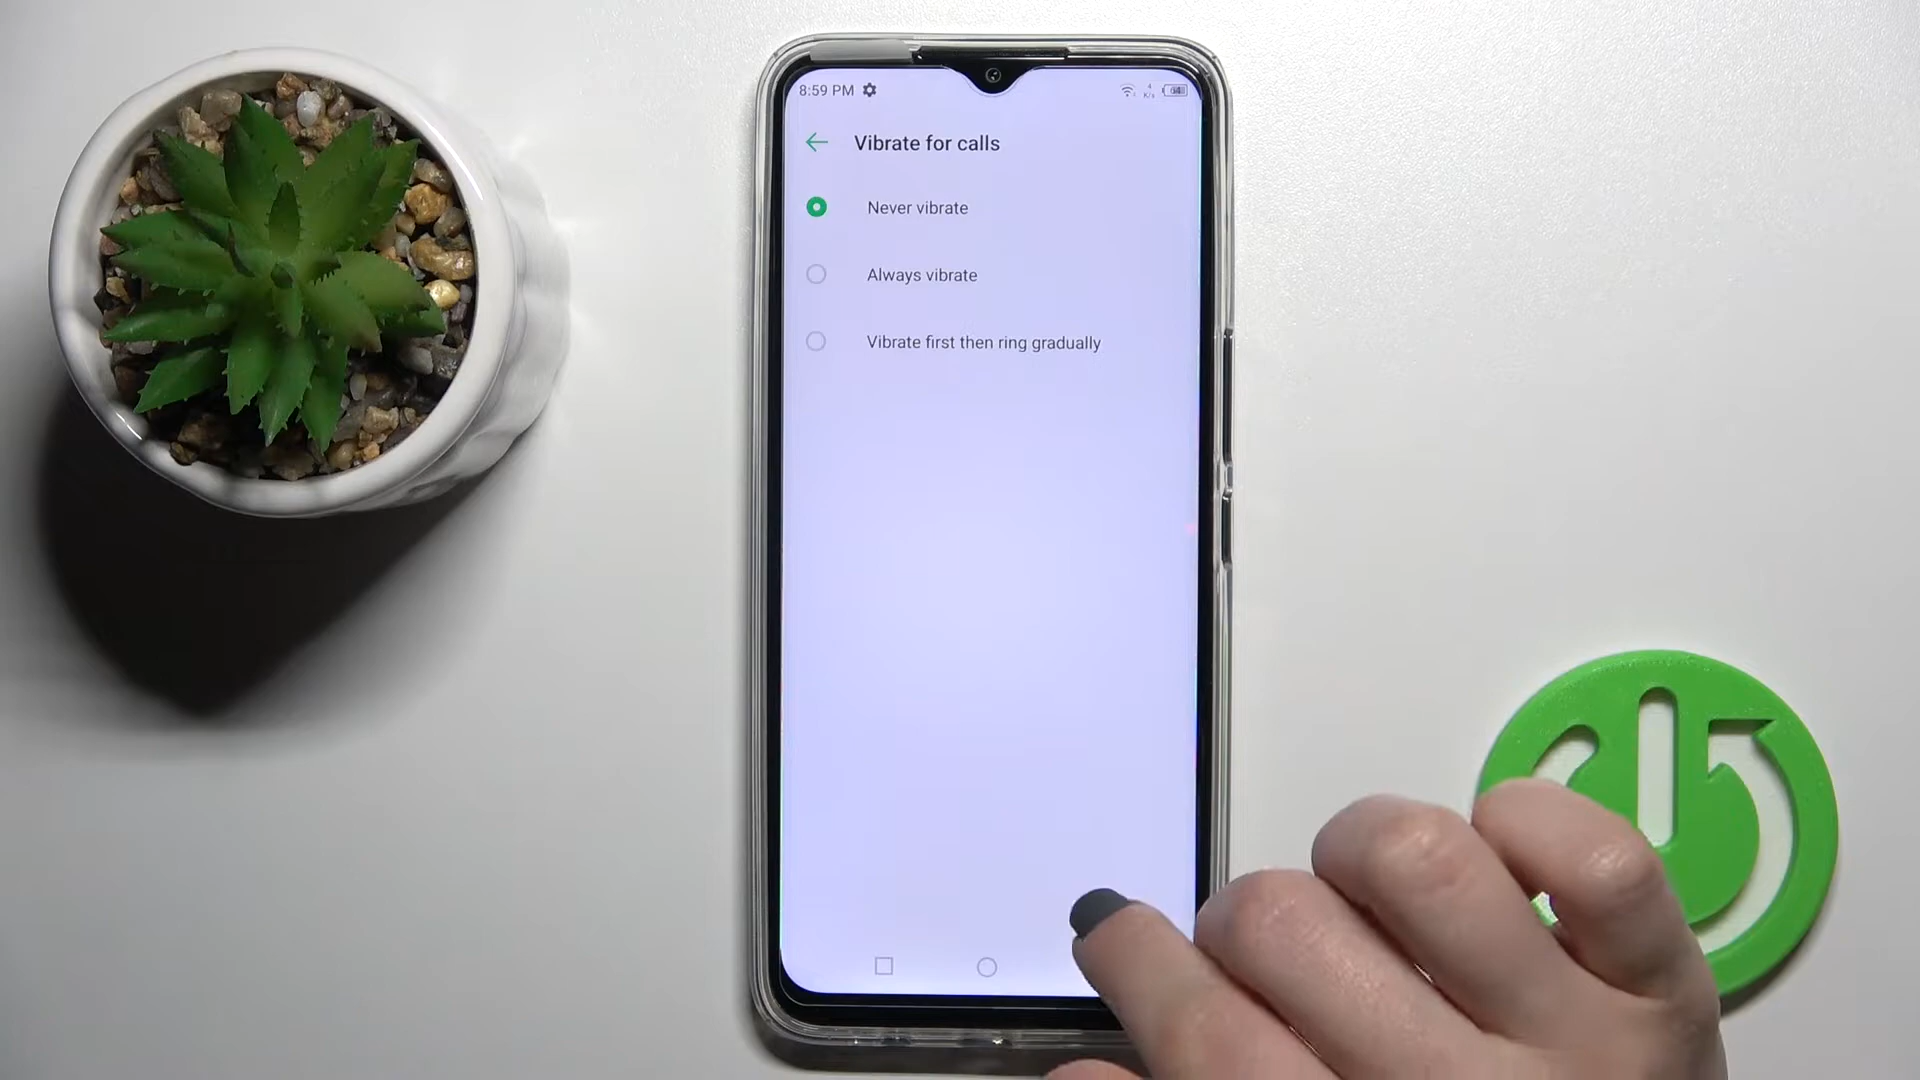 8:59 PM
Vibrate for calls
Never vibrate
Always vibrate
Vibrate first then ring gradually